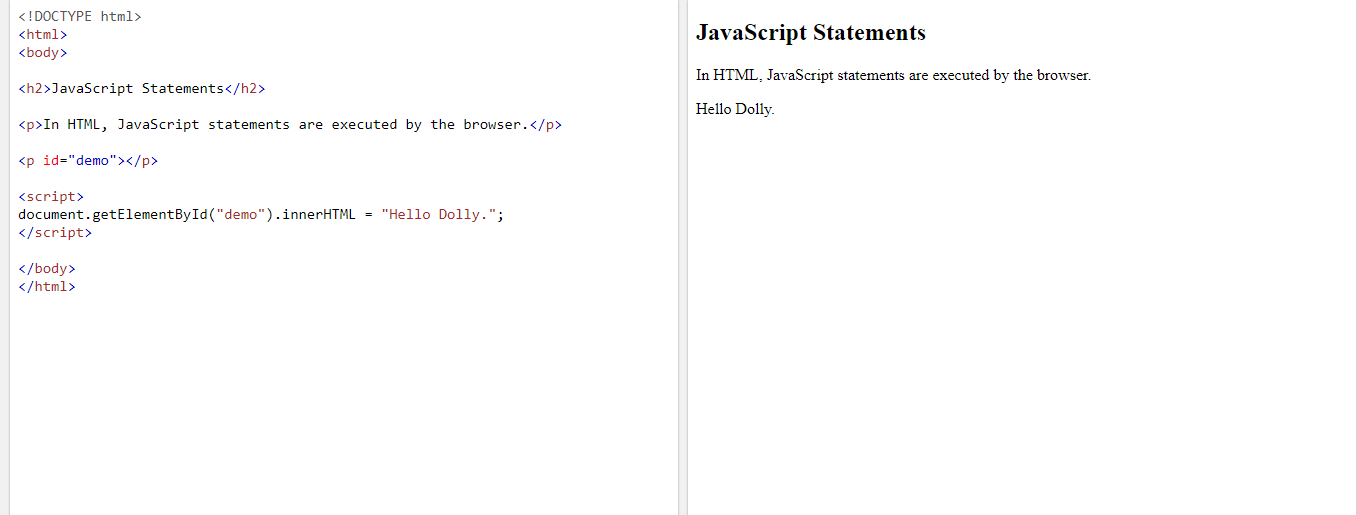 <!DOCTYPE html>
<html>
<body>
<h2>JavaScript Statements</h2>
<p>In HTML, JavaScript statements are executed by the browser.</p>
<p id="demo"></p>
<script>
document.getElementById("demo").innerHTML = "Hello Dolly.";
</script>
</body>
</html>
JavaScript Statements
In HTML, JavaScript statements are executed by the browser.
Hello Dolly.